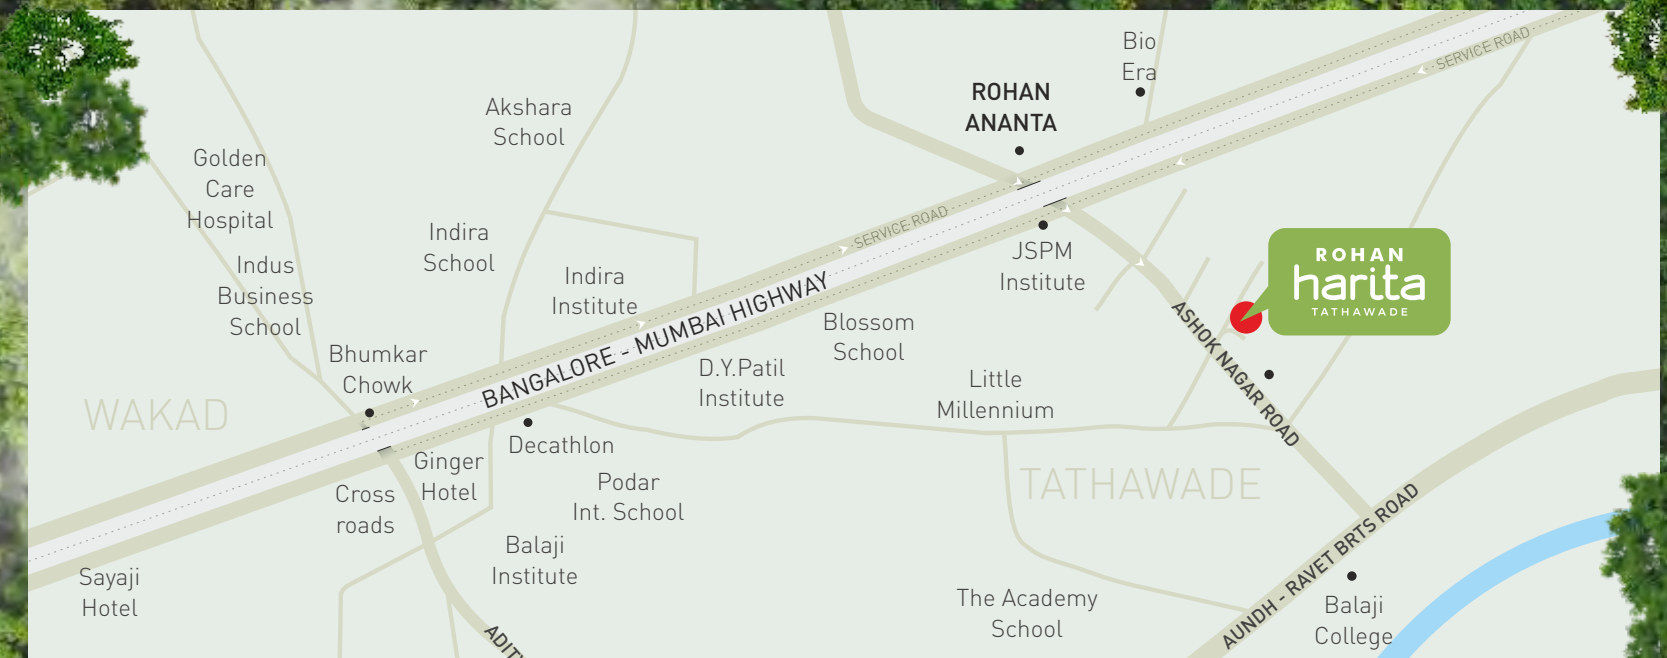 Bio
Era
SERVICE ROAD
ROHAN
ANANTA
Akshara
School
Golden
Care
Hospital
Indira
School
SERVICE ROAD
JSPM
Institute
ROHAN
harita
TATHAWADE
Indus
Business
School
Indira
Institute
BANGALORE - MUMBAI HIGHWAY
Blossom
School
ASHOK NAGAR ROAD
Bhumkar
Chowk
D.Y.Patil
Institute
Little
Millennium
WAKAD
Decathlon
Ginger
Hotel
Cross
roads
Podar
Int. School
TATHAWADE
AUNDH - RAVET BRTS ROAD
Balaji
Institute
Sayaji
Hotel
The Academy
School
Balaji
College